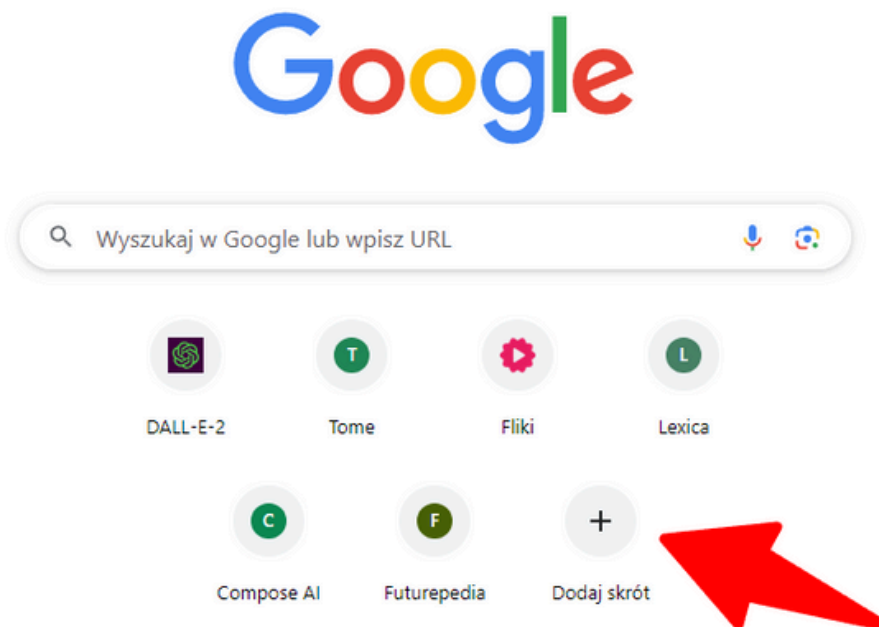 Google
Wyszukaj w Google lub wpisz URL
T
L
DALL-E-2 Tome Fliki Lexica
C
F
Compose AI Futurepedia Dodaj skrót